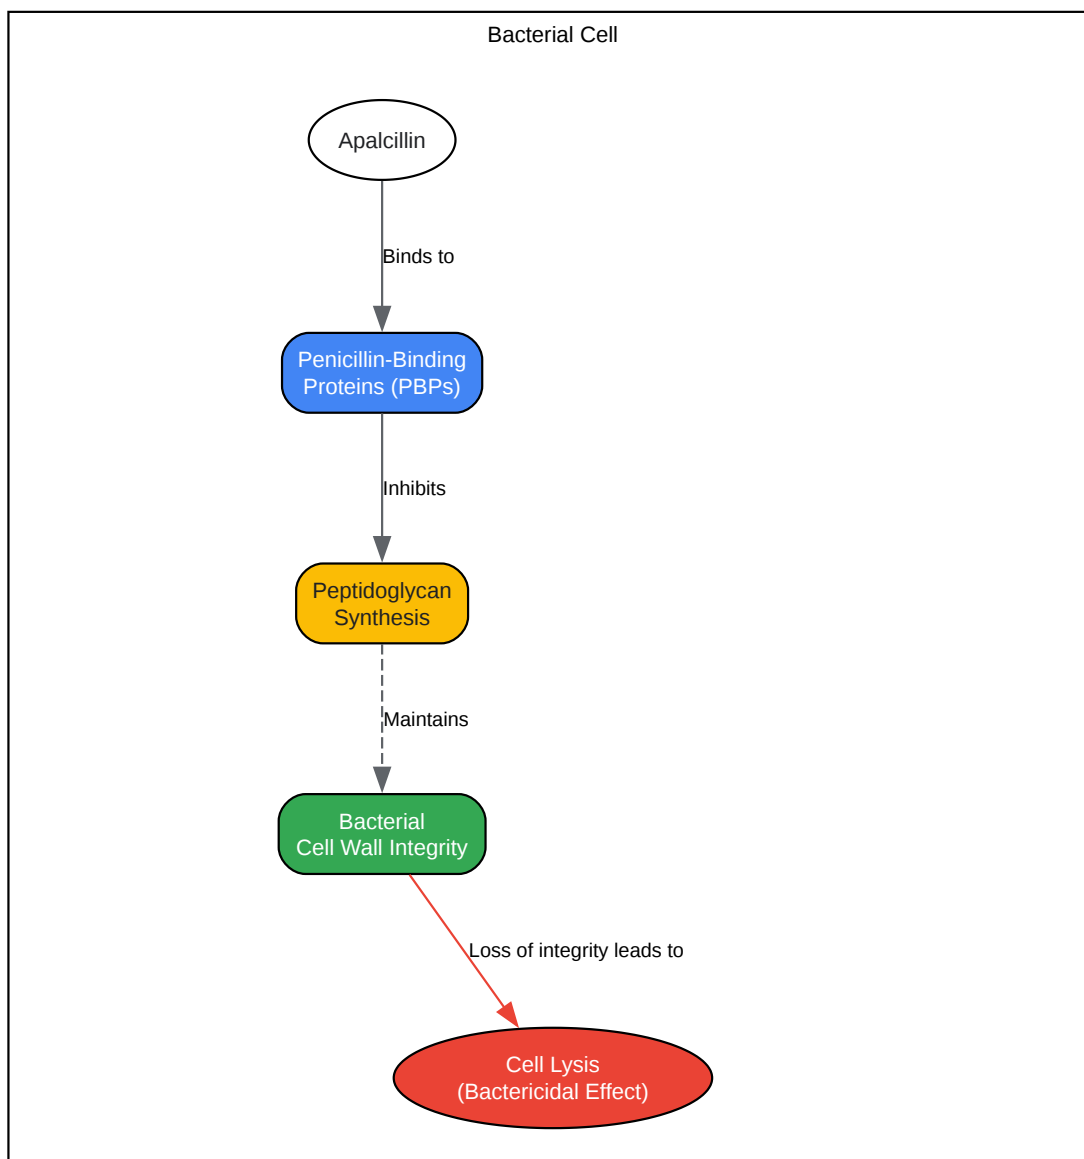 Bacterial Cell
Apalcillin
Binds to
Penicillin-Binding
Proteins (PBPs)
Inhibits
Peptidoglycan
Synthesis
Maintains
Bacterial
Cell Wall Integrity
Loss of integrity leads to
Cell Lysis
(Bactericidal Effect)